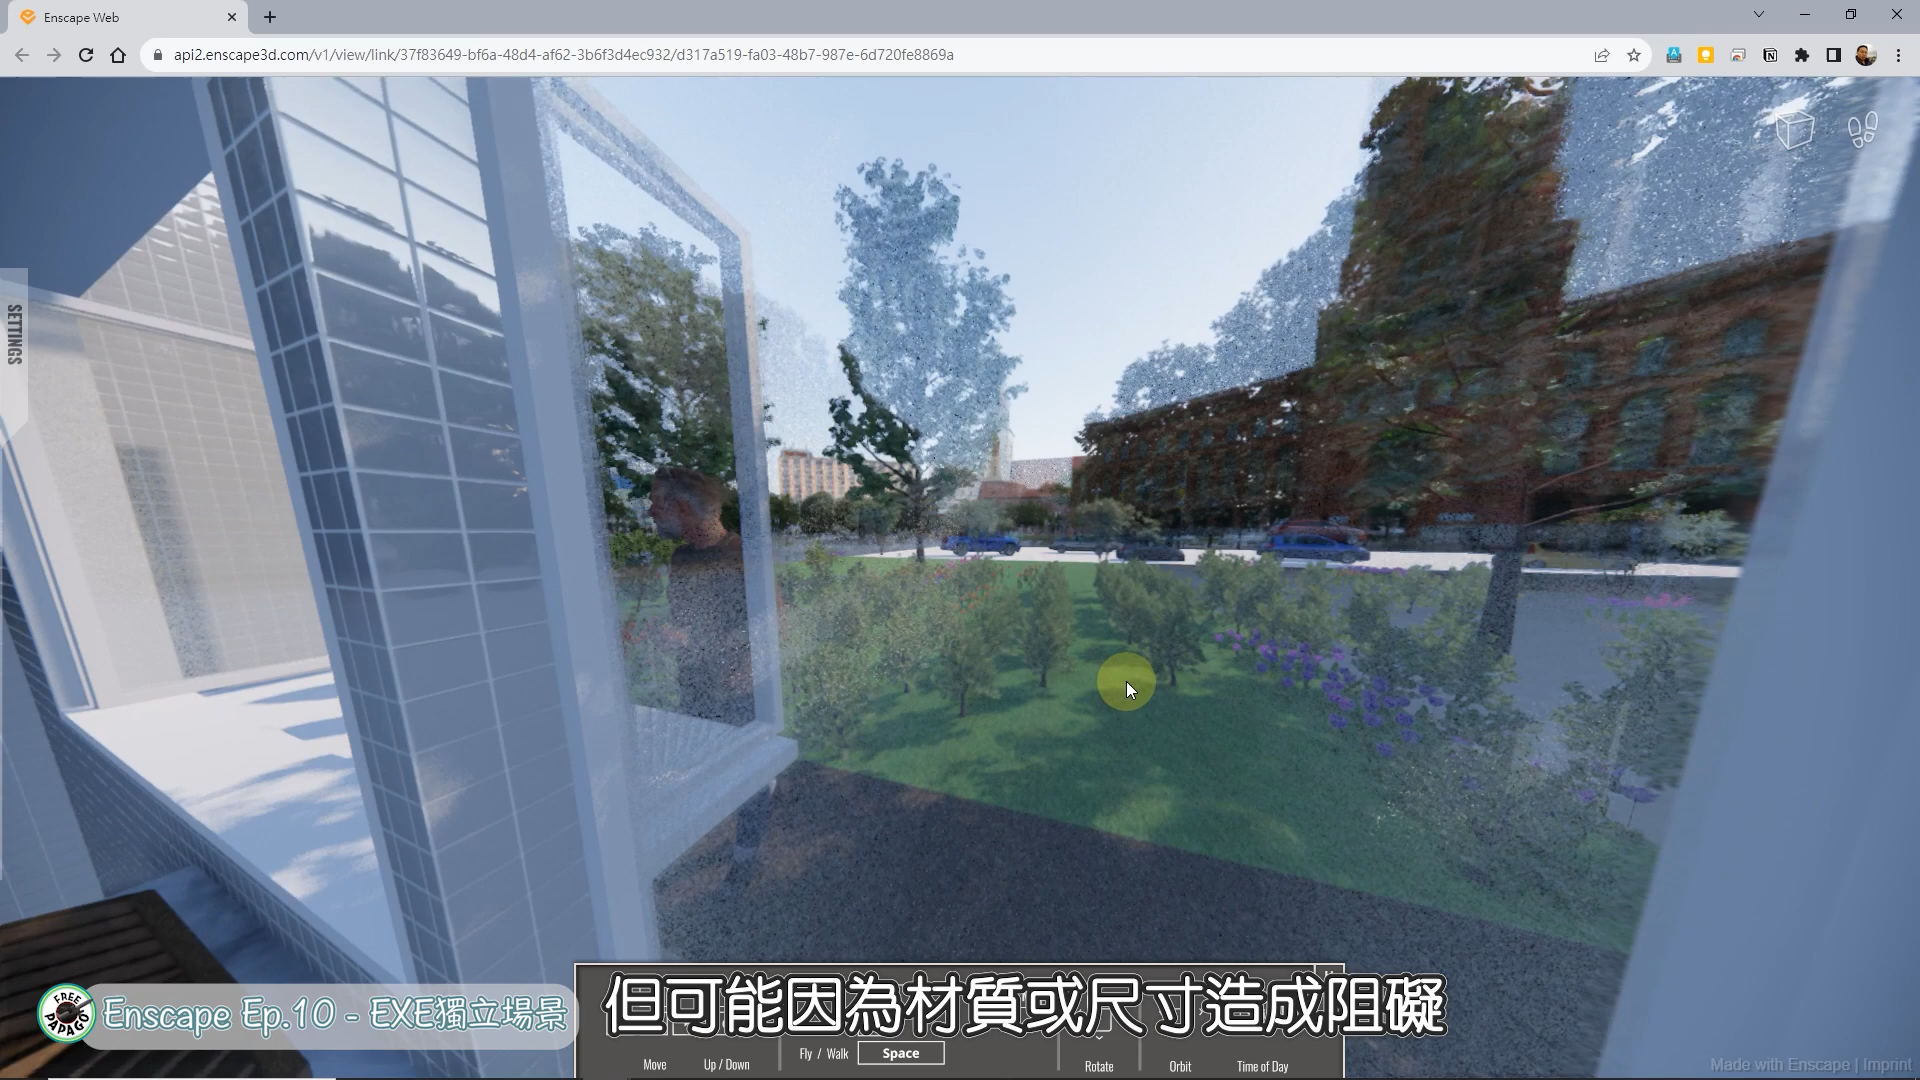 Enscape Web
api2.enscape3d.com/v1/view/link/37f83649-bf6a-48d4-af62-3b6f3d4ec932/d317a519-fa03-48b7-987e-6d720fe8869a
SETTINGS
FREE PAPAGO
Enscape Ep.10 - EXE獨立場景
但可能因為材質或尺寸造成阻礙
Move
Up / Down
Fly / Walk
Space
Rotate
Orbit
Time of Day
Made with Enscape | Imprint